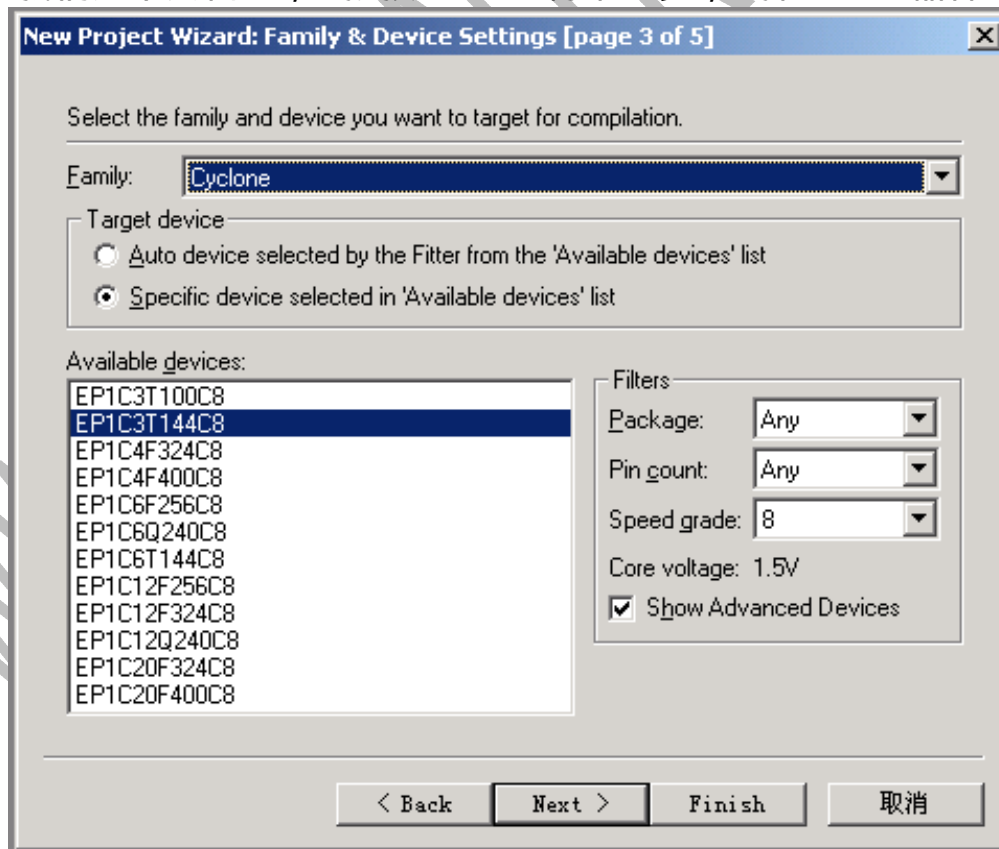 New Project Wizard: Family & Device Settings [page 3 of 5]
Select the family and device you want to target for compilation.
Family: Cyclone
Target device
Auto device selected by the Fitter from the 'Available devices' list
Specific device selected in 'Available devices' list
Available devices:
EP1C3T100C8
EP1C3T144C8
EP1C4F324C8
EP1C4F400C8
EP1C6F256C8
EP1C6Q240C8
EP1C6T144C8
EP1C12F256C8
EP1C12F324C8
EP1C12Q240C8
EP1C20F324C8
EP1C20F400C8
Filters
Package: Any
Pin count: Any
Speed grade: 8
Core voltage: 1.5V
Show Advanced Devices
< Back Next > Finish 取消